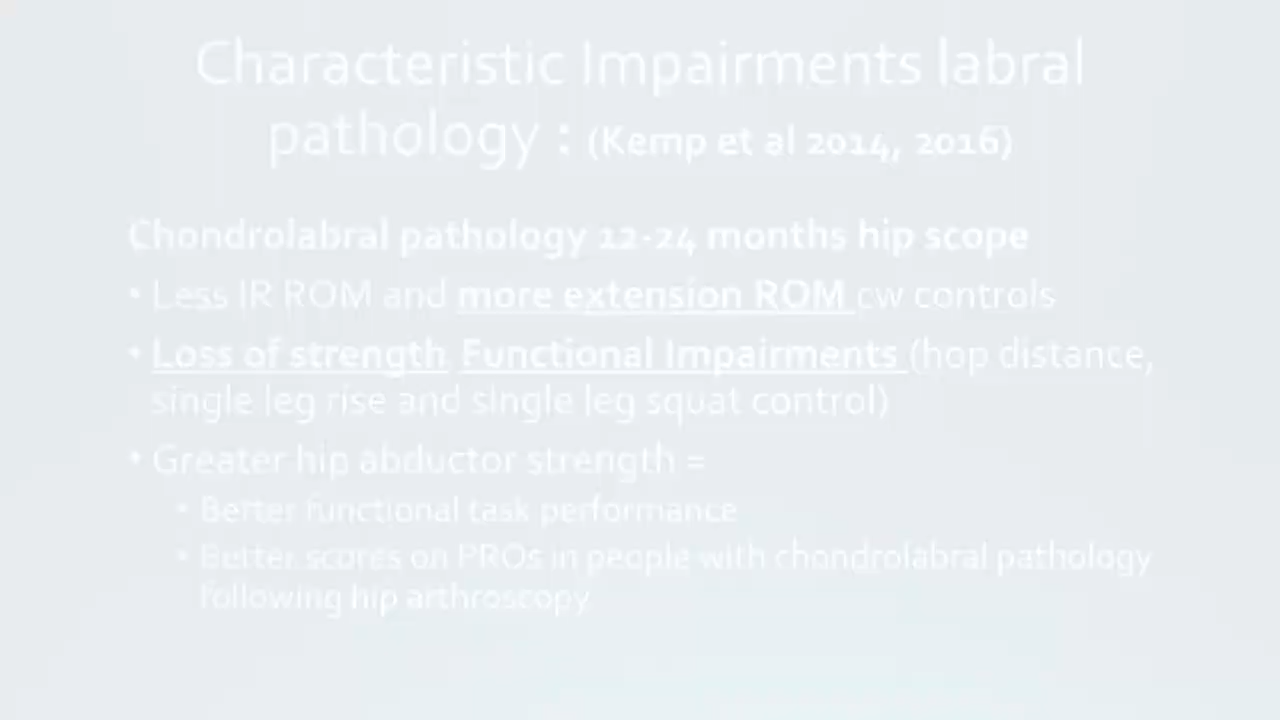 Characteristic Impairments labral
pathology : (Kemp et al 2014, 2016)
Chondrolabral pathology 12-24 months hip scope
• Less IR ROM and more extension ROM cw controls
• Loss of strength Functional Impairments (hop distance,
single leg rise and single leg squat control)
• Greater hip abductor strength =
• Better functional task performance
• Better scores on PROs in people with chondrolabral pathology
following hip arthroscopy